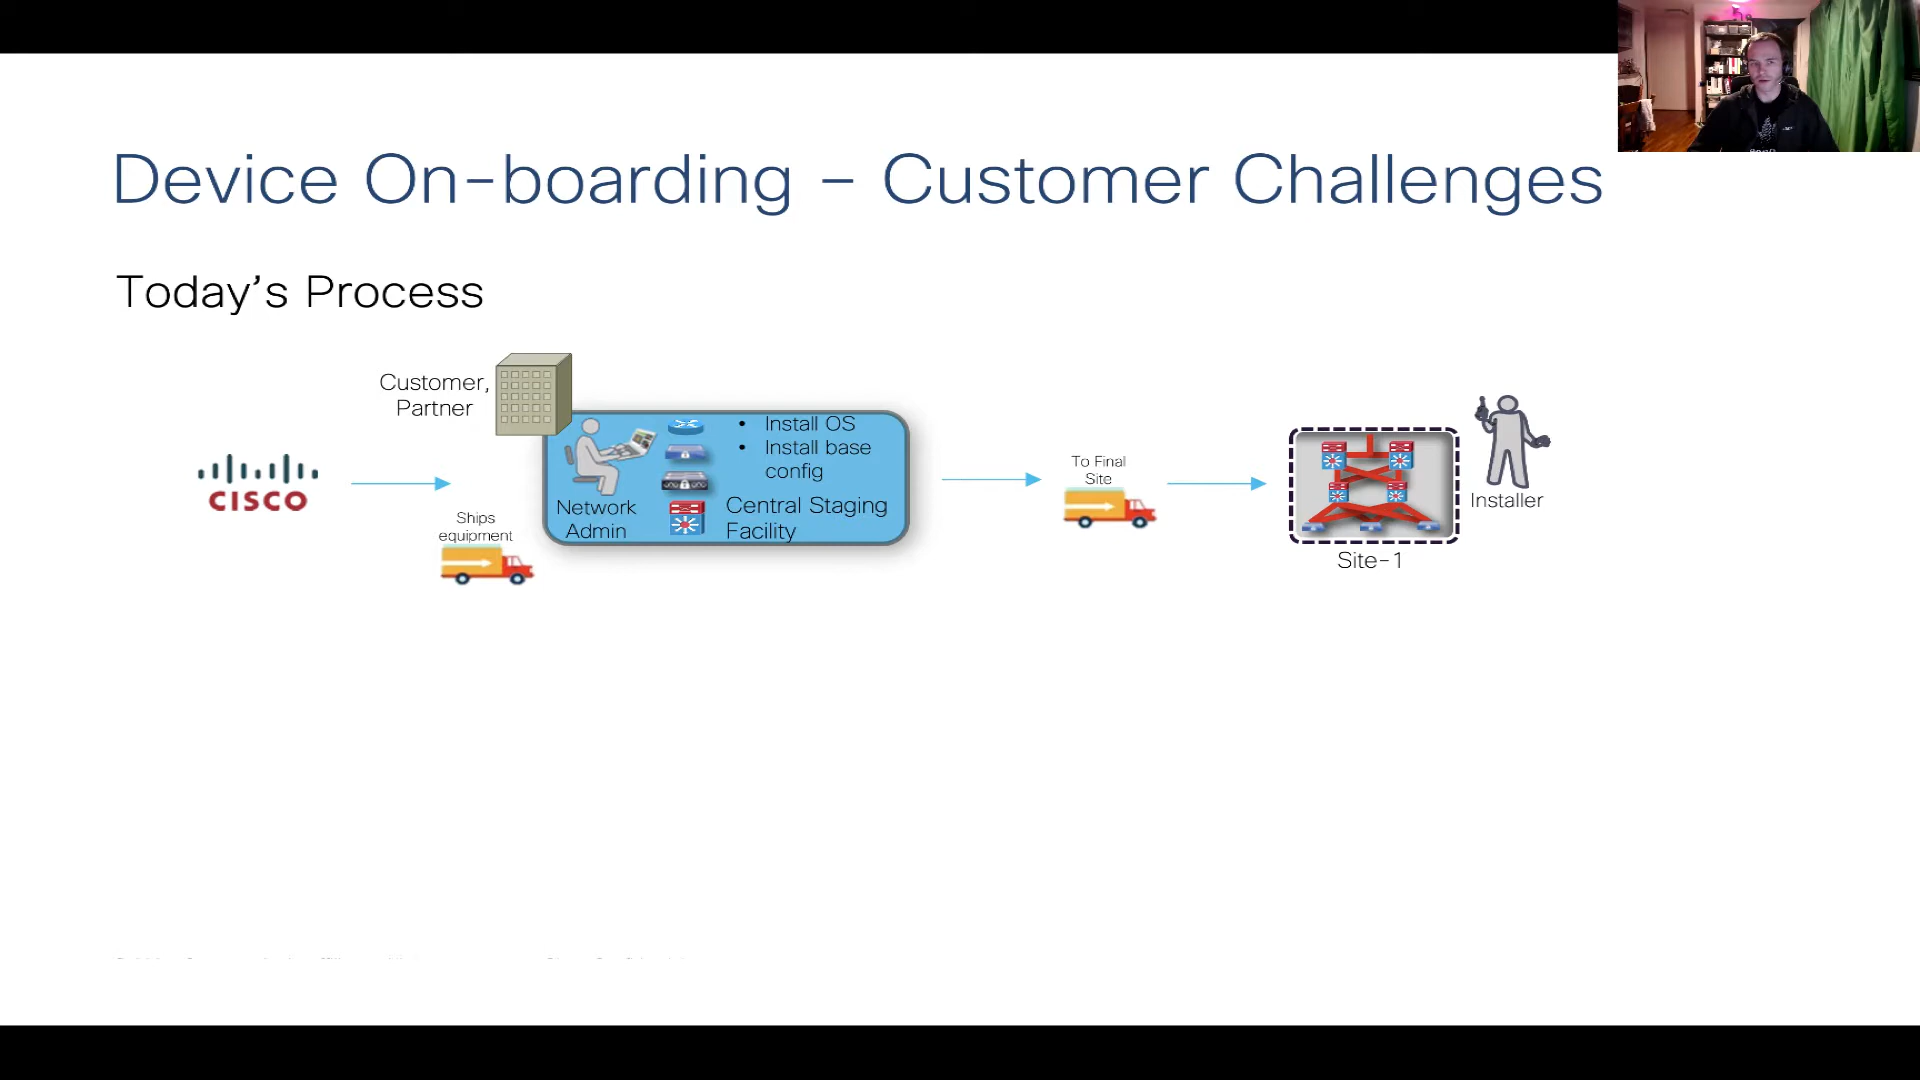 Device On-boarding – Customer Challenges
Today's Process
Customer,
Partner
CISCO
Ships
equipment
Network
Admin
• Install OS
• Install base
config
Central Staging
Facility
To Final
Site
Site-1
Installer